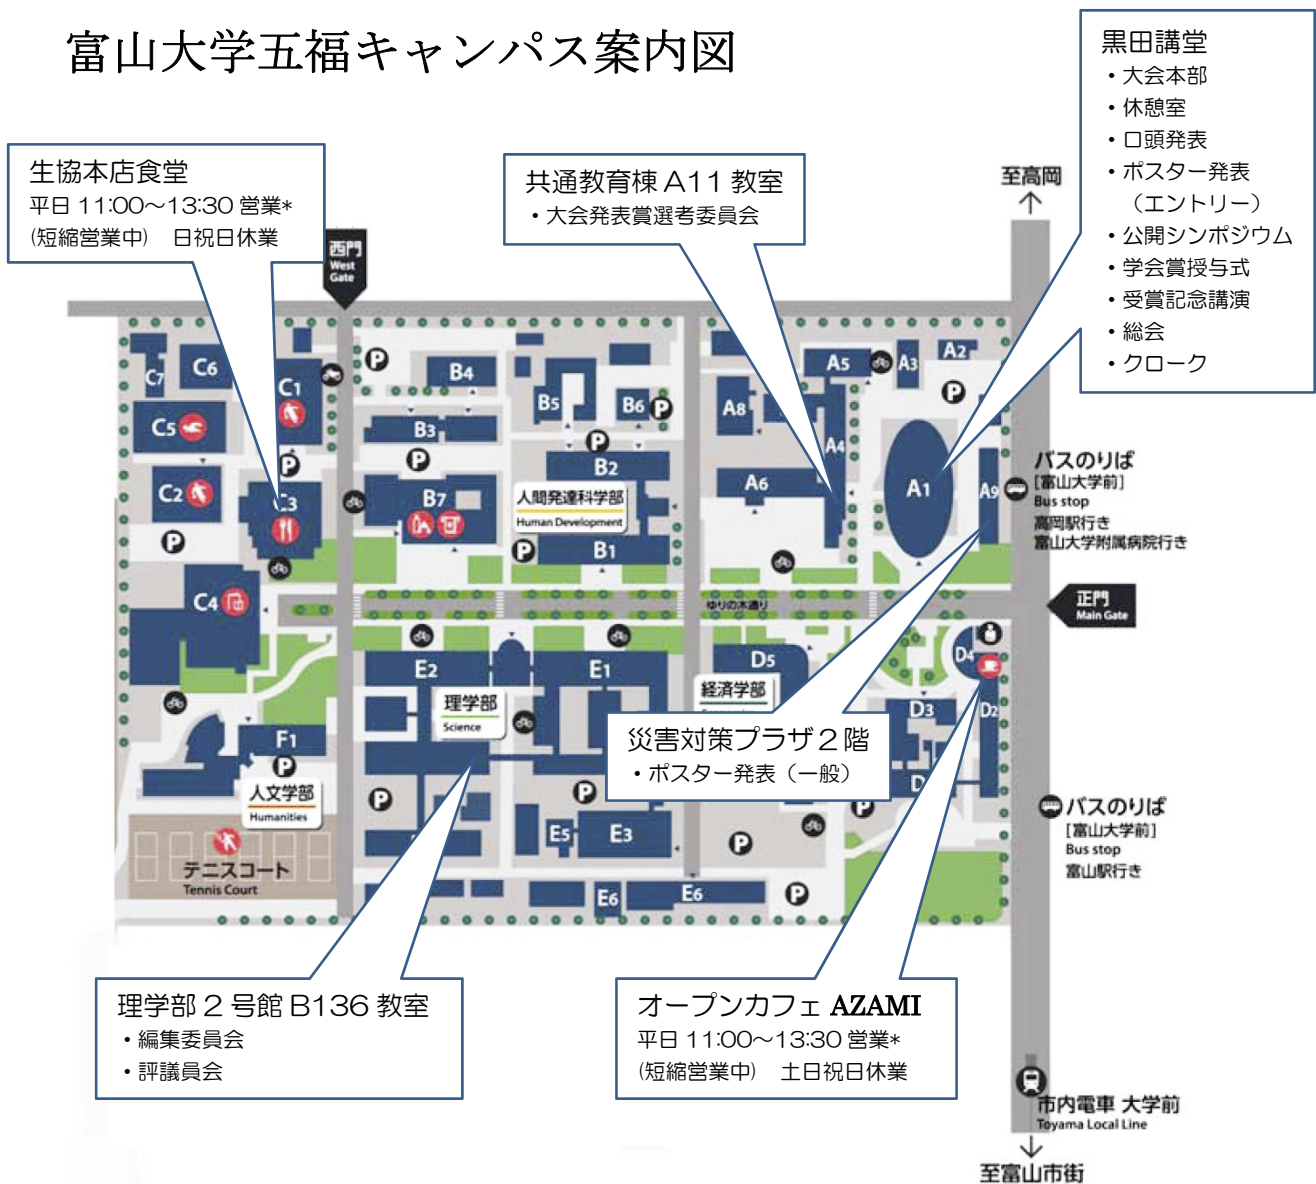 富山大学五福キャンパス案内図
黒田講堂
・大会本部
・休憩室
・口頭発表
・ポスター発表
（エントリー）
・公開シンポジウム
・学会賞授与式
・受賞記念講演
・総会
・クローク
生協本店食堂
平日 11:00～13:30 営業*
(短縮営業中)　日祝日休業
共通教育棟 A11 教室
・大会発表賞選考委員会
至高岡
西門
West
Gate
C7
C6
C1
B4
B5
B6
A5
A3
A2
P
P
P
C5
B3
A8
A4
P
P
P
C2
C3
B7
B2
A6
A1
A9
人間発達科学部
Human Development
バスのりば
[富山大学前]
Bus stop
高岡駅行き
富山大学附属病院行き
P
P
B1
P
C4
ゆりの木通り
正門
Main Gate
E2
E1
D5
D4
理学部
Science
経済学部
D3
D2
F1
P
人文学部
Humanities
災害対策プラザ２階
・ポスター発表（一般）
P
P
P
D
バスのりば
[富山大学前]
Bus stop
富山駅行き
E5
E3
P
テニスコート
Tennis Court
E6
E6
P
理学部 2 号館 B136 教室
・編集委員会
・評議員会
オープンカフェ AZAMI
平日 11:00～13:30 営業*
(短縮営業中)　土日祝日休業
市内電車 大学前
Toyama Local Line
至富山市街